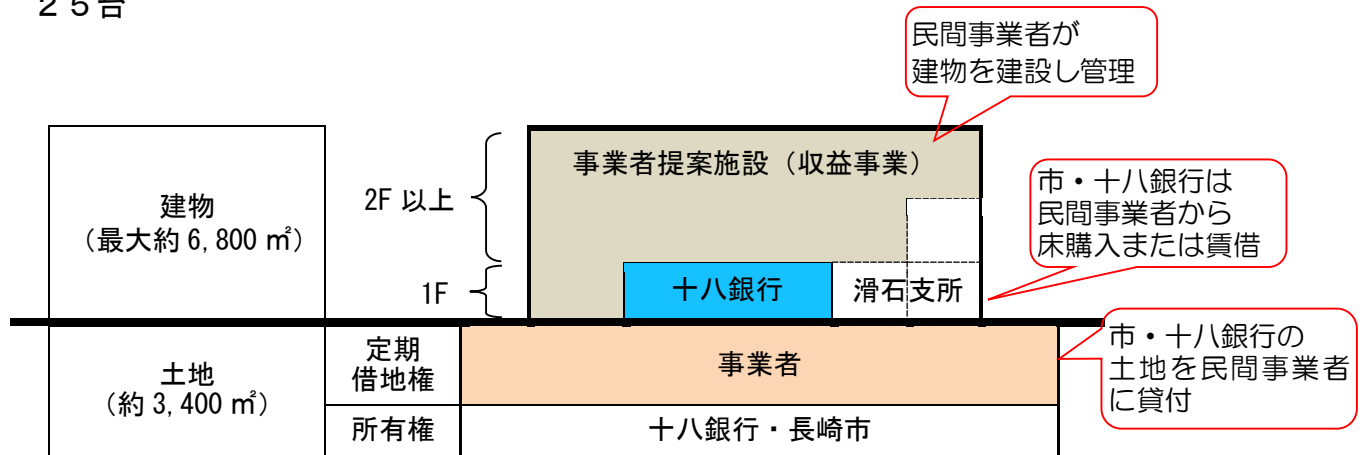 ２５台
民間事業者が
建物を建設し管理
事業者提案施設（収益事業）
市・十八銀行は
民間事業者から
床購入または賃借
建物
（最大約 6,800 ㎡）
2F 以上
1F
十八銀行
滑石支所
市・十八銀行の
土地を民間事業者
に貸付
土地
（約 3,400 ㎡）
定期
借地権
事業者
所有権
十八銀行・長崎市